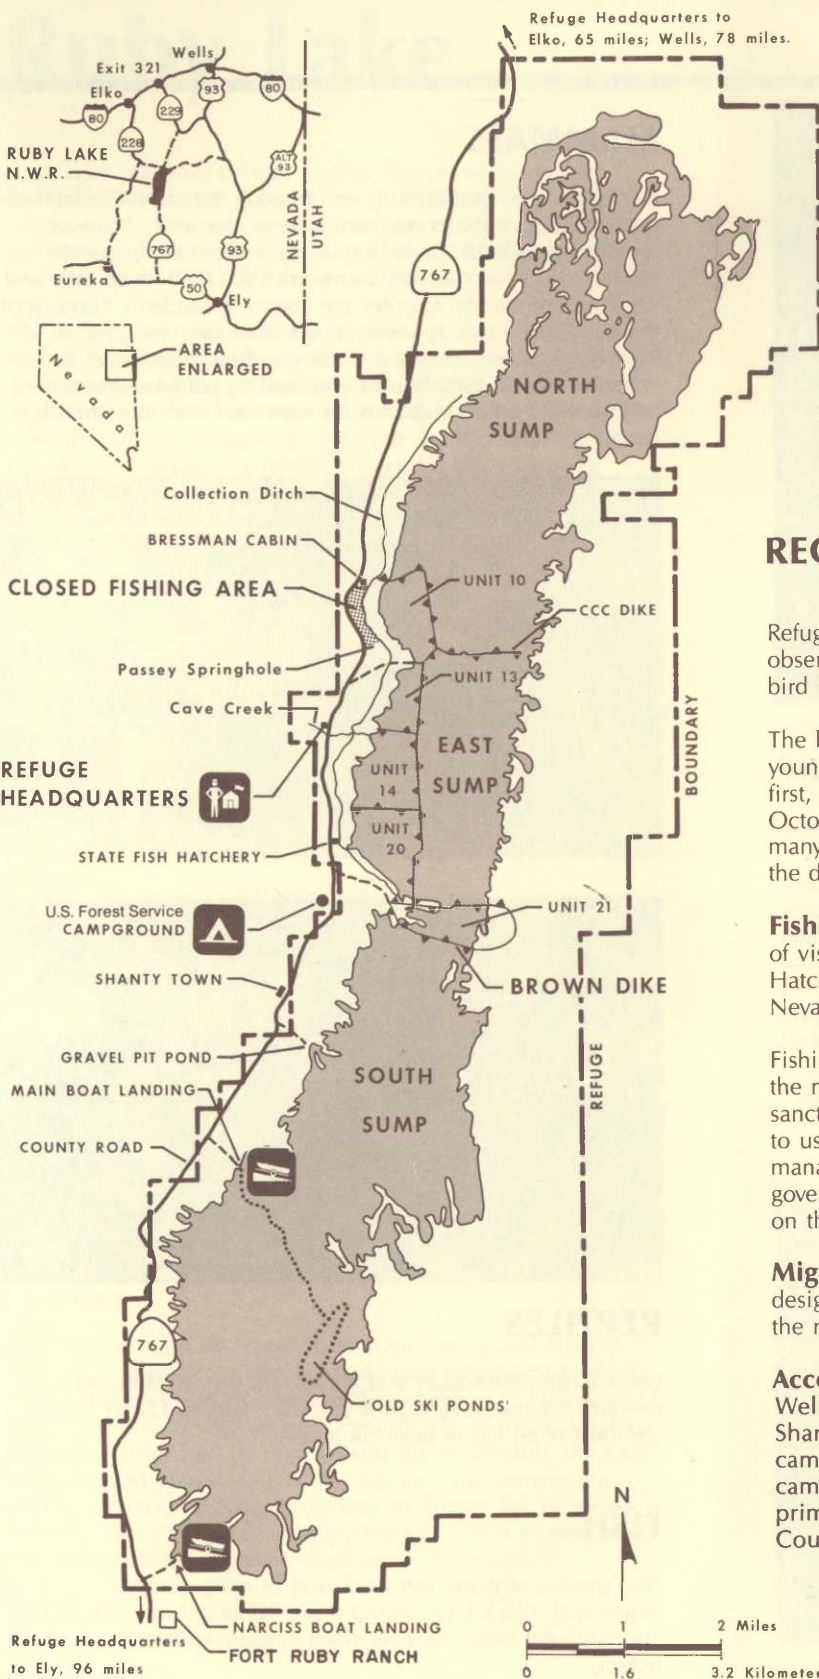 Refuge Headquarters to
Elko, 65 miles; Wells, 78 miles.
Wells
Exit 321
Elko
80
93
80
229
228
ALT
93
RUBY LAKE
N.W.R.
NEVADA
UTAH
767
93
Eureka
50
Ely
Nevada
AREA
ENLARGED
767
NORTH
SUMP
Collection Ditch
BRESSMAN CABIN
CLOSED FISHING AREA
UNIT 10
CCC DIKE
Passey Springhole
UNIT 13
Cave Creek
EAST
SUMP
BOUNDARY
REFUGE
HEADQUARTERS
UNIT
14
UNIT
20
STATE FISH HATCHERY
U.S. Forest Service
CAMPGROUND
UNIT 21
SHANTY TOWN
BROWN DIKE
GRAVEL PIT POND
SOUTH
SUMP
REFUGE
MAIN BOAT LANDING
COUNTY ROAD
767
'OLD SKI PONDS'
N
NARCISS BOAT LANDING
FORT RUBY RANCH
Refuge Headquarters
to Ely, 96 miles
0 1 2 Miles
0 1.6 3.2 Kilometer
REC
Refug
obser
bird
The
youn
first,
Octo
many
the d
Fish
of vis
Hatc
Neva
Fishi
the r
sanct
to us
mana
gove
on th
Mig
desig
the r
Acce
Wel
Shar
cam
cam
prim
Cou